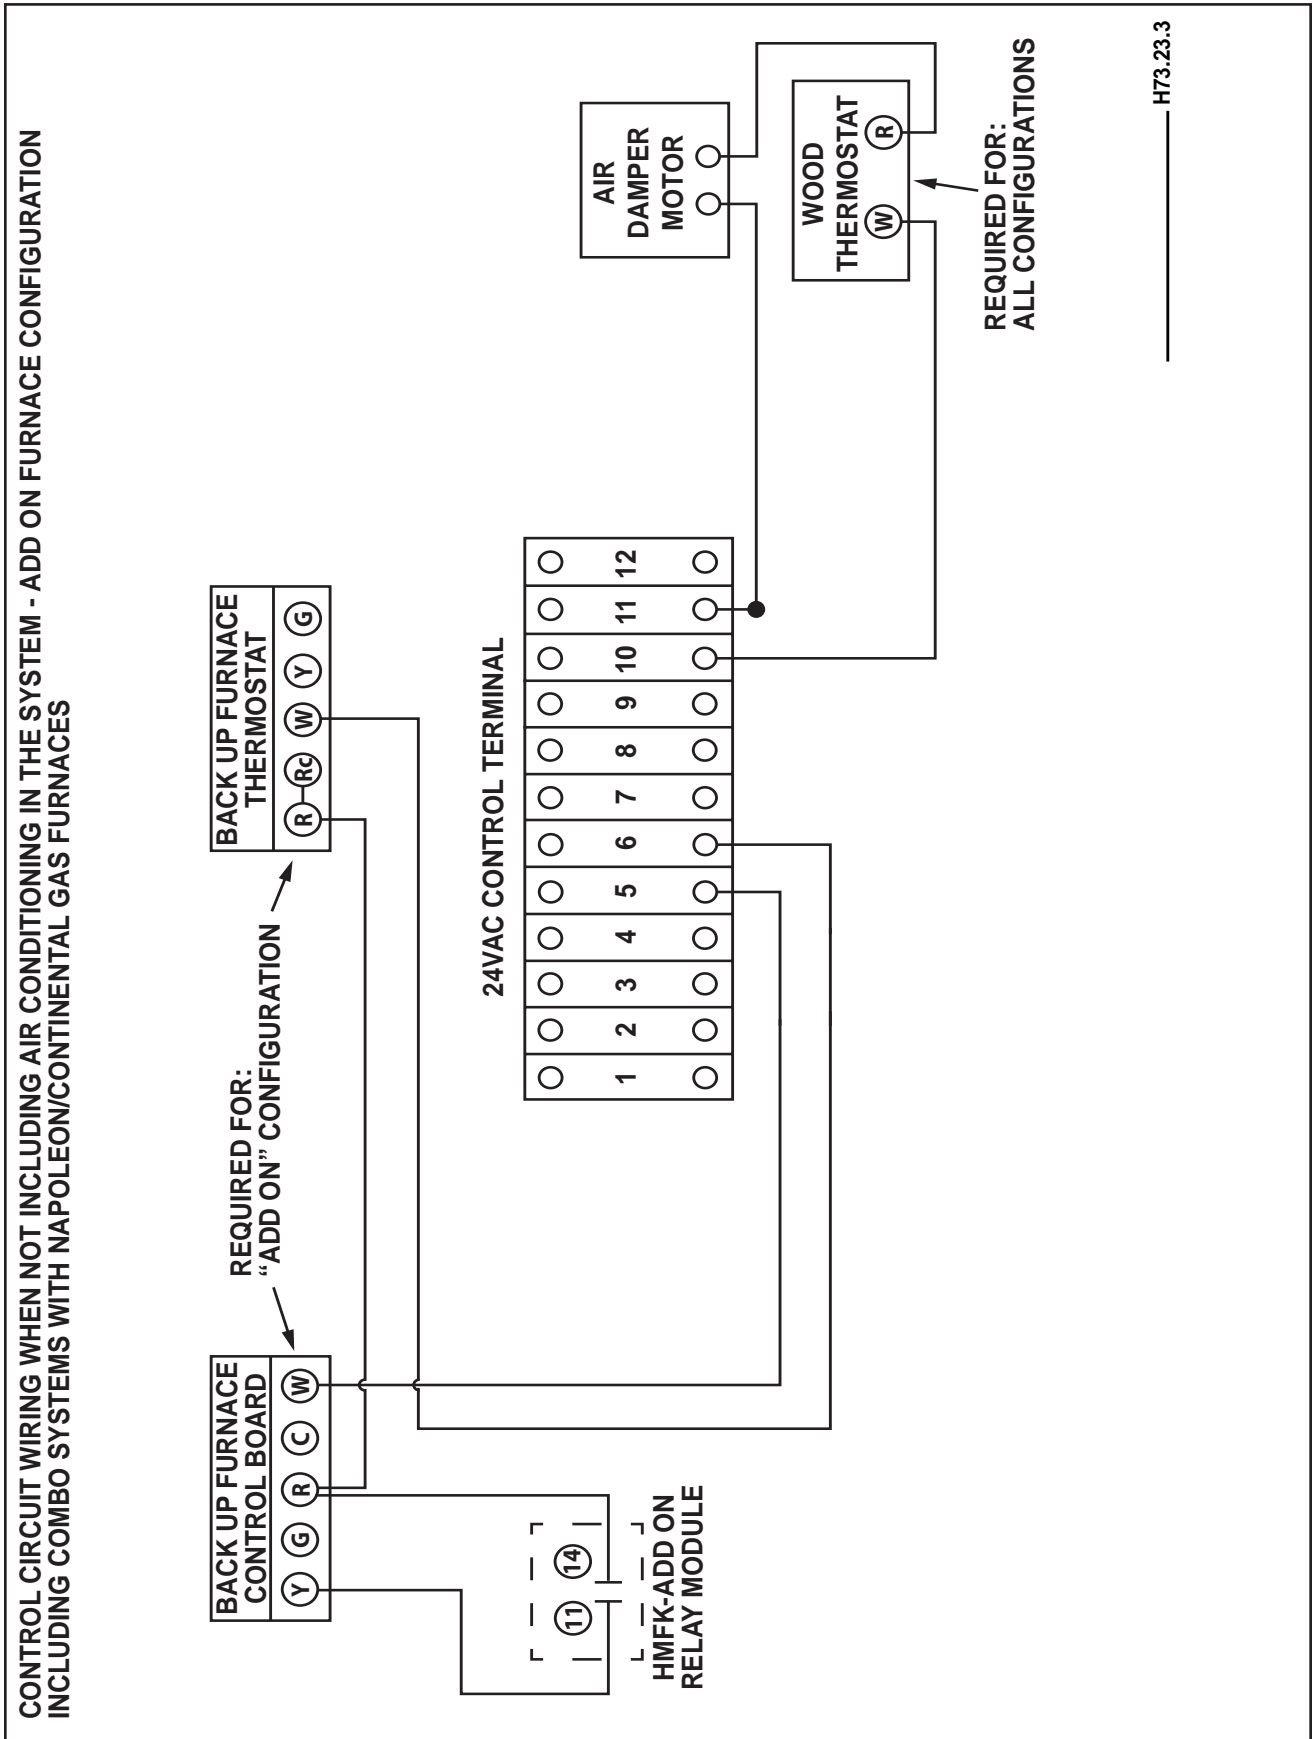 CONTROL CIRCUIT WIRING WHEN NOT INCLUDING AIR CONDITIONING IN THE SYSTEM - ADD ON FURNACE CONFIGURATION
INCLUDING COMBO SYSTEMS WITH NAPOLEON/CONTINENTAL GAS FURNACES
BACK UP FURNACE
CONTROL BOARD
Y G R C W
REQUIRED FOR:
“ADD ON” CONFIGURATION
BACK UP FURNACE
THERMOSTAT
R Rc W Y G
11 14
HMFK-ADD ON
RELAY MODULE
24VAC CONTROL TERMINAL
1 2 3 4 5 6 7 8 9 10 11 12
AIR
DAMPER
MOTOR
WOOD
THERMOSTAT
W R
REQUIRED FOR:
ALL CONFIGURATIONS
H73.23.3